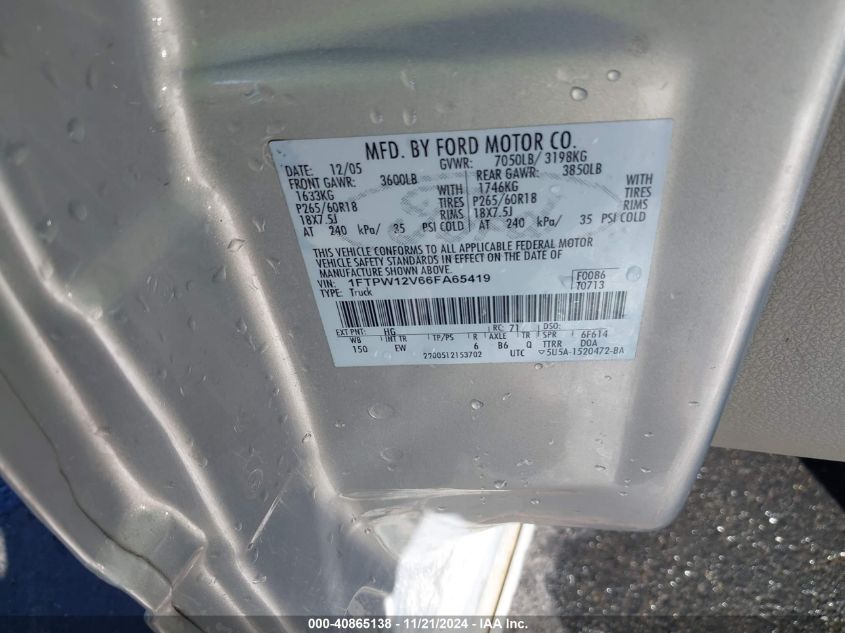 MFD. BY FORD MOTOR CO.
DATE: 12/05 GVWR: 7050LB/ 3198KG
FRONT GAWR: 3600LB REAR GAWR: 3850LB
1633KG WITH 1746KG WITH
P265/60R18 TIRES P265/60R18 TIRES
18X7.5J RIMS 18X7.5J RIMS
AT 240 kPa/ 35 PSI COLD AT 240 kPa/ 35 PSI COLD
THIS VEHICLE CONFORMS TO ALL APPLICABLE FEDERAL MOTOR
VEHICLE SAFETY STANDARDS IN EFFECT ON THE DATE OF
MANUFACTURE SHOWN ABOVE.
VIN: 1FTPW12V66FA65419 F0086
TYPE: Truck T0713
EXT PNT: HG RC: 71 DSO:
WB INT TR TP/PS R AXLE TR SPR 6F614
150 EW 6 B6 Q TTRR D0A
2200512153702 UTC 5U5A-1520472-BA
000-40865138 - 11/21/2024 - IAA Inc.